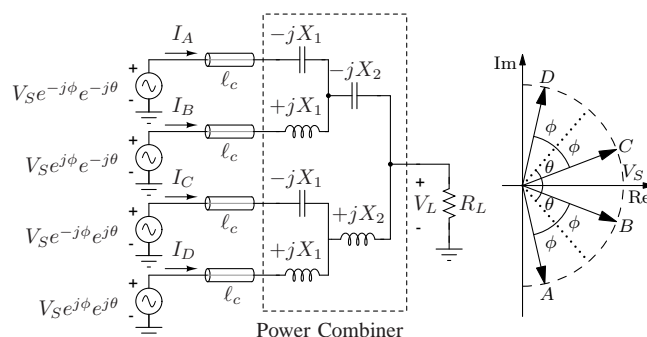 I_A
−jX_1
+
V_S e^{−jϕ} e^{−jθ}
-
ℓ_c
−jX_2
I_B
+jX_1
+
V_S e^{jϕ} e^{−jθ}
-
ℓ_c
I_C
−jX_1
+
V_S e^{−jϕ} e^{jθ}
-
ℓ_c
+jX_2
I_D
+jX_1
+
V_S e^{jϕ} e^{jθ}
-
ℓ_c
+
V_L R_L
-
Power Combiner
Im
D
ϕ
C
ϕ
θ
V_S
Re
θ
B
ϕ
ϕ
A